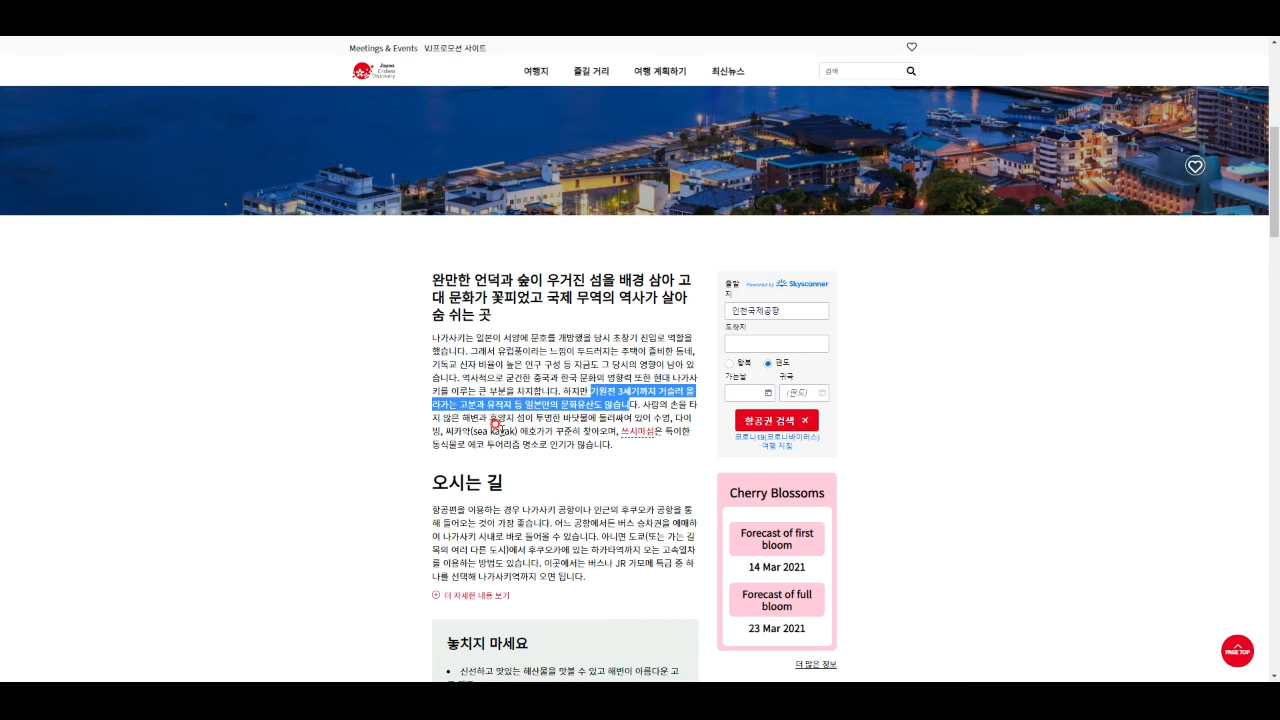 Meetings & Events VJ프로모션 사이트
Japan
Endless
Discovery
여행지 즐길 거리 여행 계획하기 최신뉴스 검색
완만한 언덕과 숲이 우거진 섬을 배경 삼아 고
대 문화가 꽃피었고 국제 무역의 역사가 살아
숨 쉬는 곳
나가사키는 일본이 서양에 문호를 개방했을 당시 초창기 진입로 역할을
했습니다. 그래서 유럽풍이라는 느낌이 두드러지는 주택이 즐비한 동네,
기독교 신자 비율이 높은 인구 구성 등 지금도 그 당시의 영향이 남아 있
습니다. 역사적으로 굳건한 중국과 한국 문화의 영향력 또한 현대 나가사
키를 이루는 큰 부분을 차지합니다. 하지만 기원전 3세기까지 거슬러 올
라가는 고분과 유적지 등 일본만의 문화유산도 많습니다. 사람의 손을 타
지 않은 해변과 휴양지 섬이 투명한 바닷물에 둘러싸여 있어 수영, 다이
빙, 씨카약(sea kayak) 애호가가 꾸준히 찾아오며, 쓰시마섬은 특이한
동식물로 에코 투어리즘 명소로 인기가 많습니다.
오시는 길
항공편을 이용하는 경우 나가사키 공항이나 인근의 후쿠오카 공항을 통
해 들어오는 것이 가장 좋습니다. 어느 공항에서든 버스 승차권을 예매하
여 나가사키 시내로 바로 들어올 수 있습니다. 아니면 도쿄(또는 가는 길
목의 여러 다른 도시)에서 후쿠오카에 있는 하카타역까지 오는 고속열차
를 이용하는 방법도 있습니다. 이곳에서는 버스나 JR 가모메 특급 중 하
나를 선택해 나가사키역까지 오면 됩니다.
더 자세한 내용 보기
놓치지 마세요
• 신선하고 맛있는 해산물을 맛볼 수 있고 해변이 아름다운 고
출발
지
Powered by Skyscanner
인천국제공항
도착지
왕복 편도
가는날 귀국
(편도)
항공권 검색
코로나19(코로나바이러스)
여행 지침
Cherry Blossoms
Forecast of first
bloom
14 Mar 2021
Forecast of full
bloom
23 Mar 2021
더 많은 정보
PAGE TOP